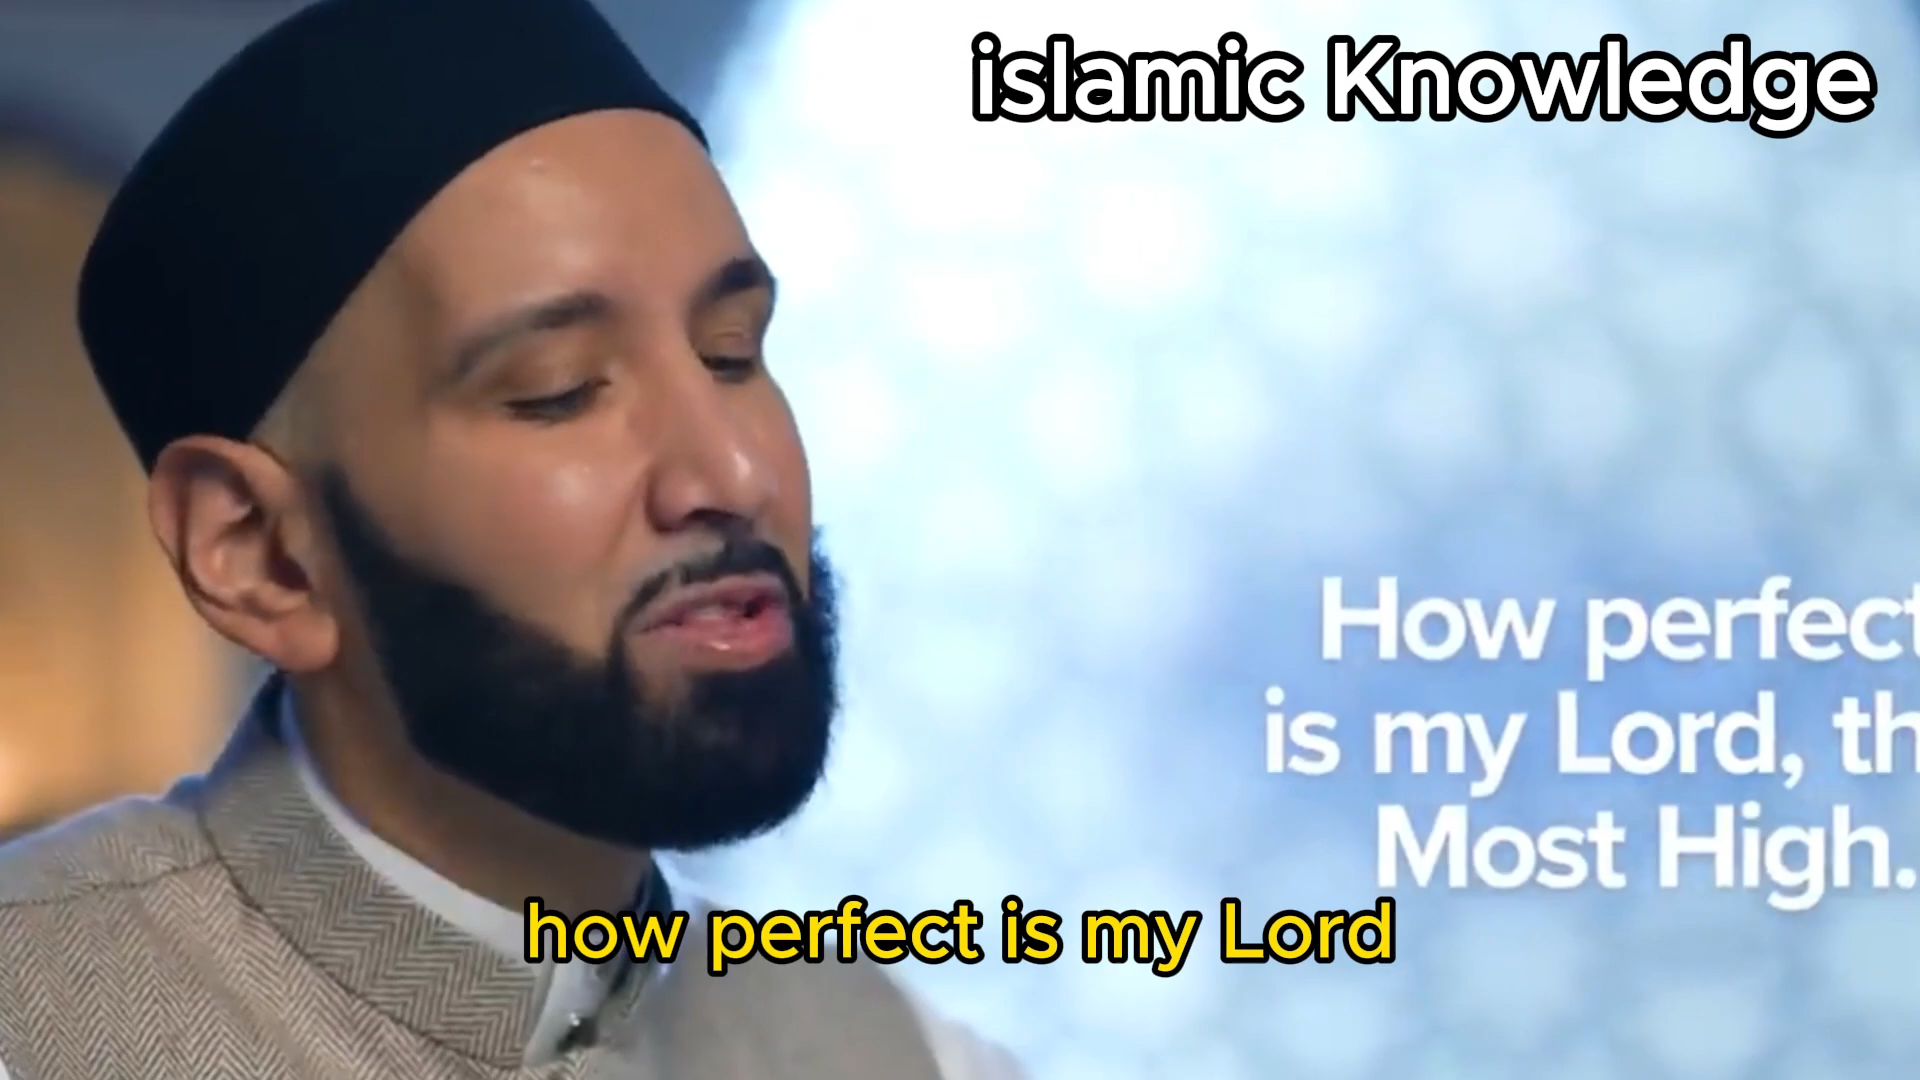 islamic Knowledge
How perfect
is my Lord,
Most High.
how perfect is my Lord